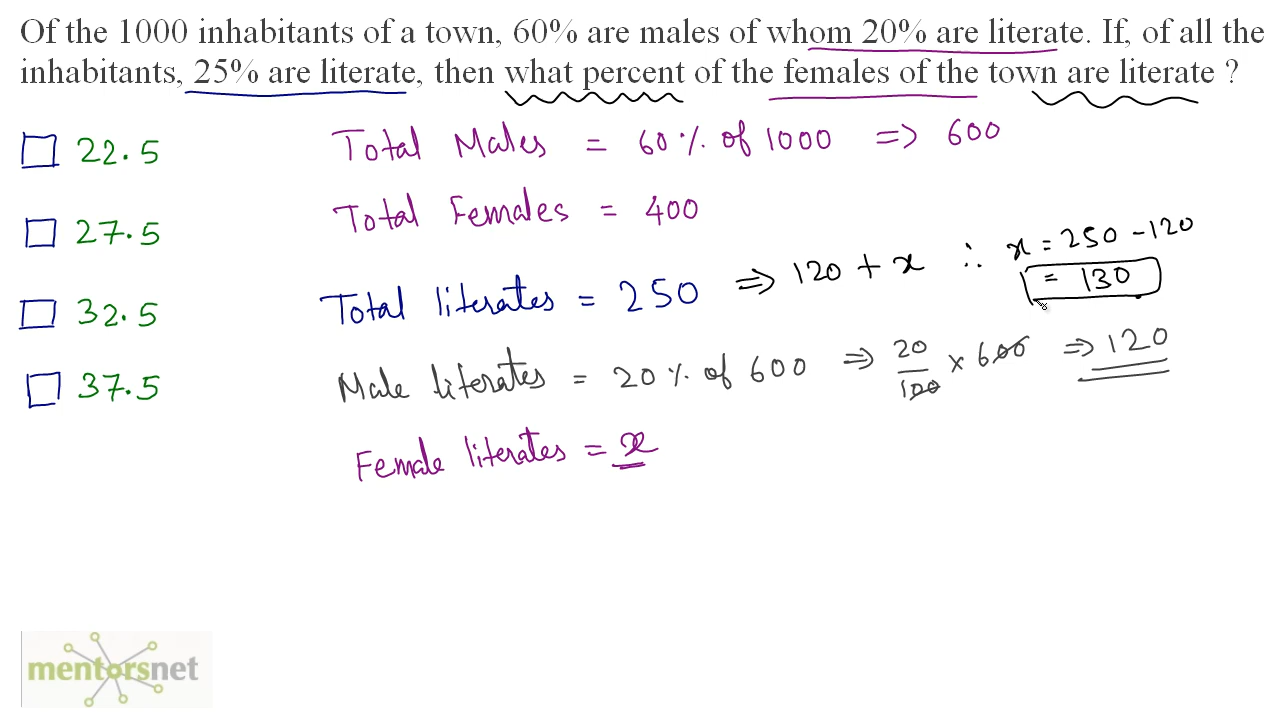 Of the 1000 inhabitants of a town, 60% are males of whom 20% are literate. If, of all the
inhabitants, 25% are literate, then what percent of the females of the town are literate ?
22.5
27.5
32.5
37.5
Total Males = 60% of 1000 => 600
Total Females = 400
Total literates = 250 => 120 + x ∴ x = 250 - 120
= 130
Male literates = 20% of 600 => 20/100 x 600 => 120
Female literates = x
mentorsnet